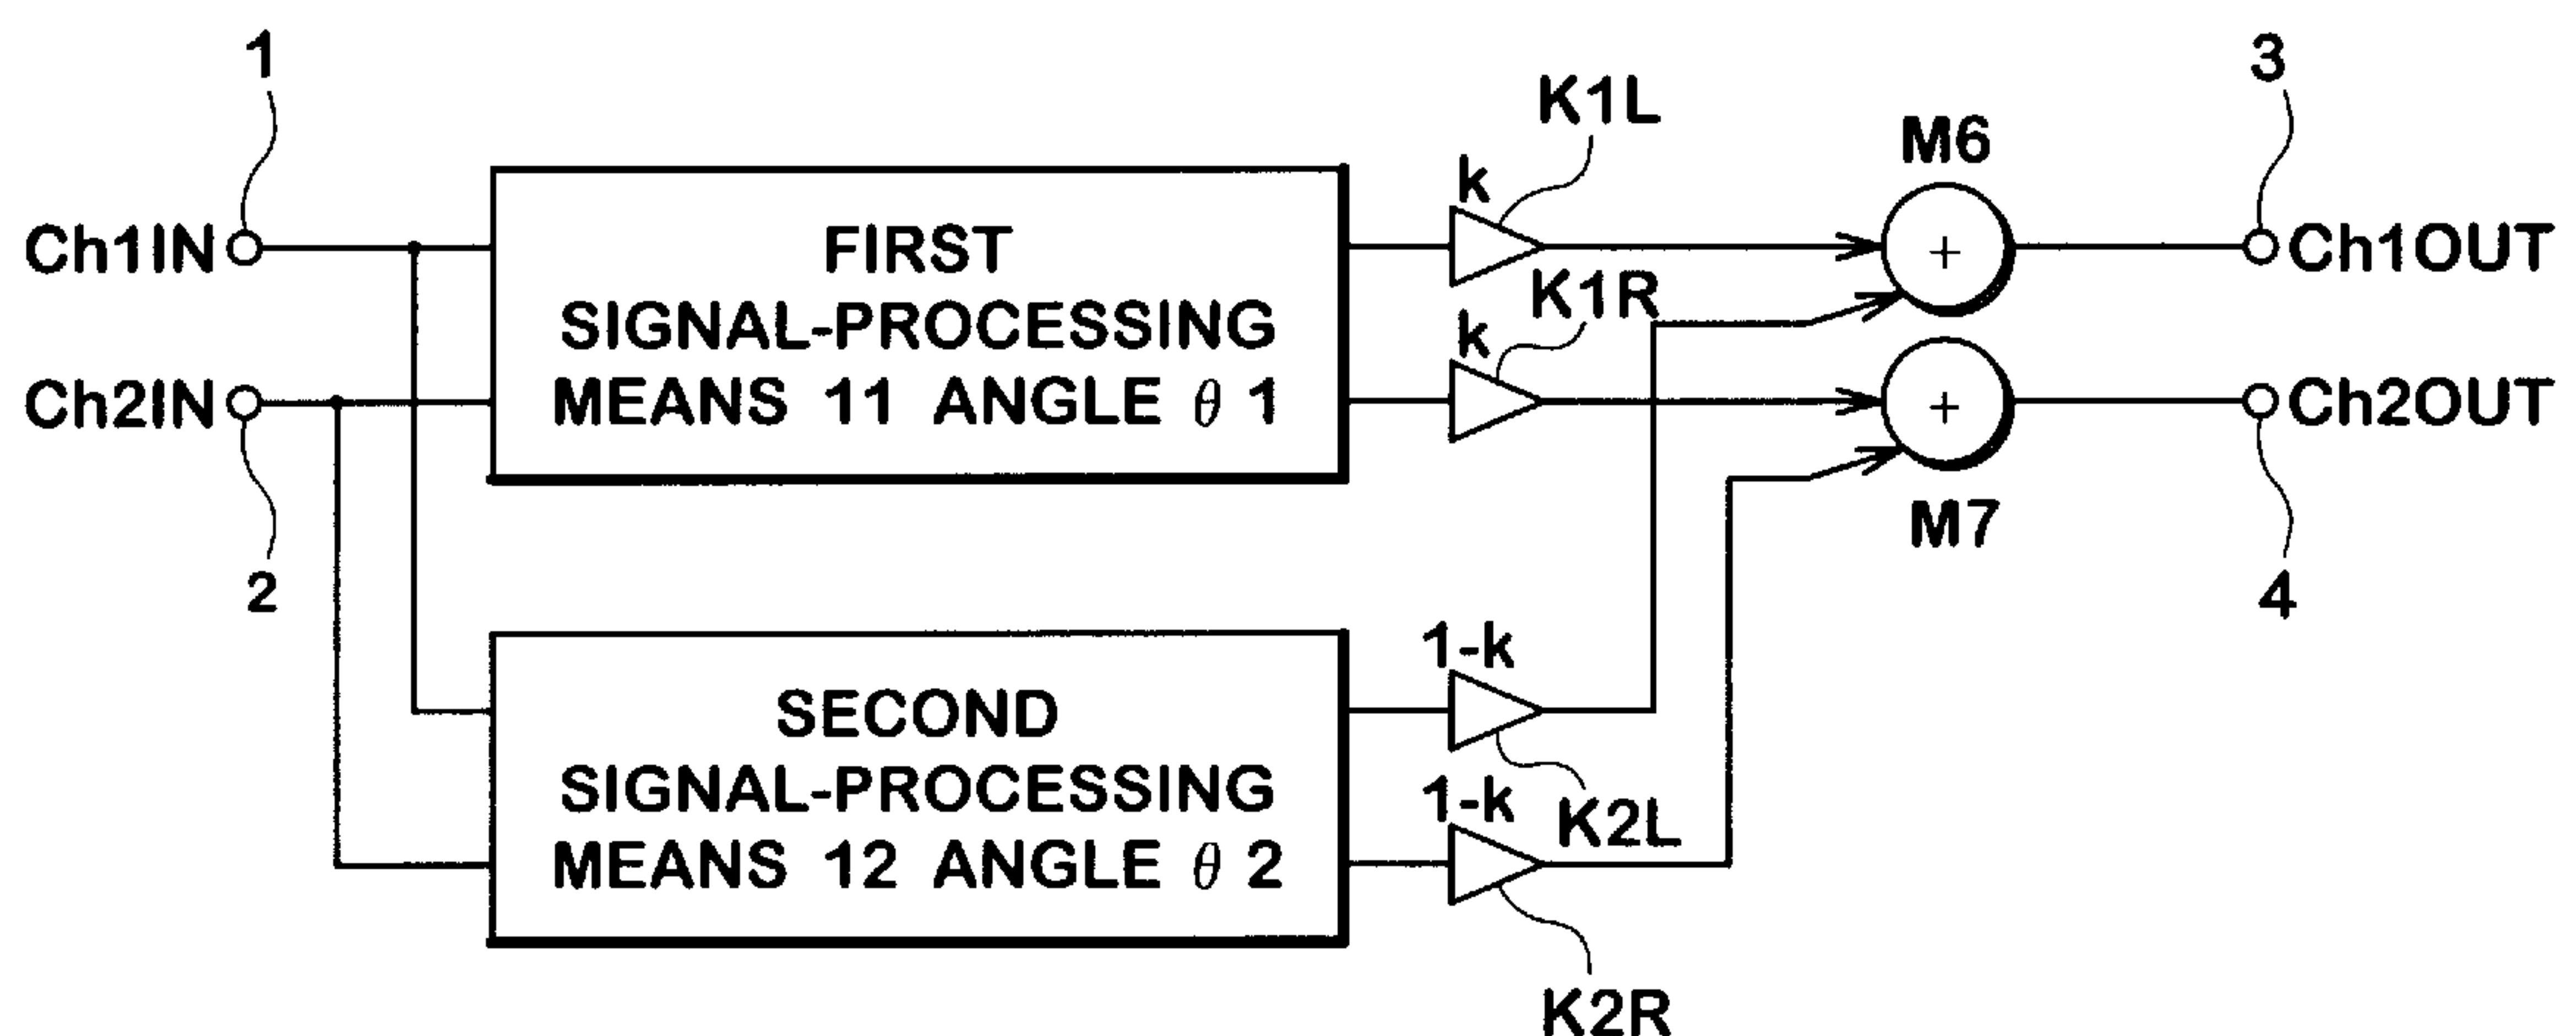 1
3
K1L
M6
k
Ch1IN
FIRST
SIGNAL-PROCESSING
MEANS 11 ANGLE θ 1
+
Ch1OUT
K1R
k
Ch2IN
+
Ch2OUT
M7
2
4
1-k
SECOND
SIGNAL-PROCESSING
MEANS 12 ANGLE θ 2
1-k
K2L
K2R